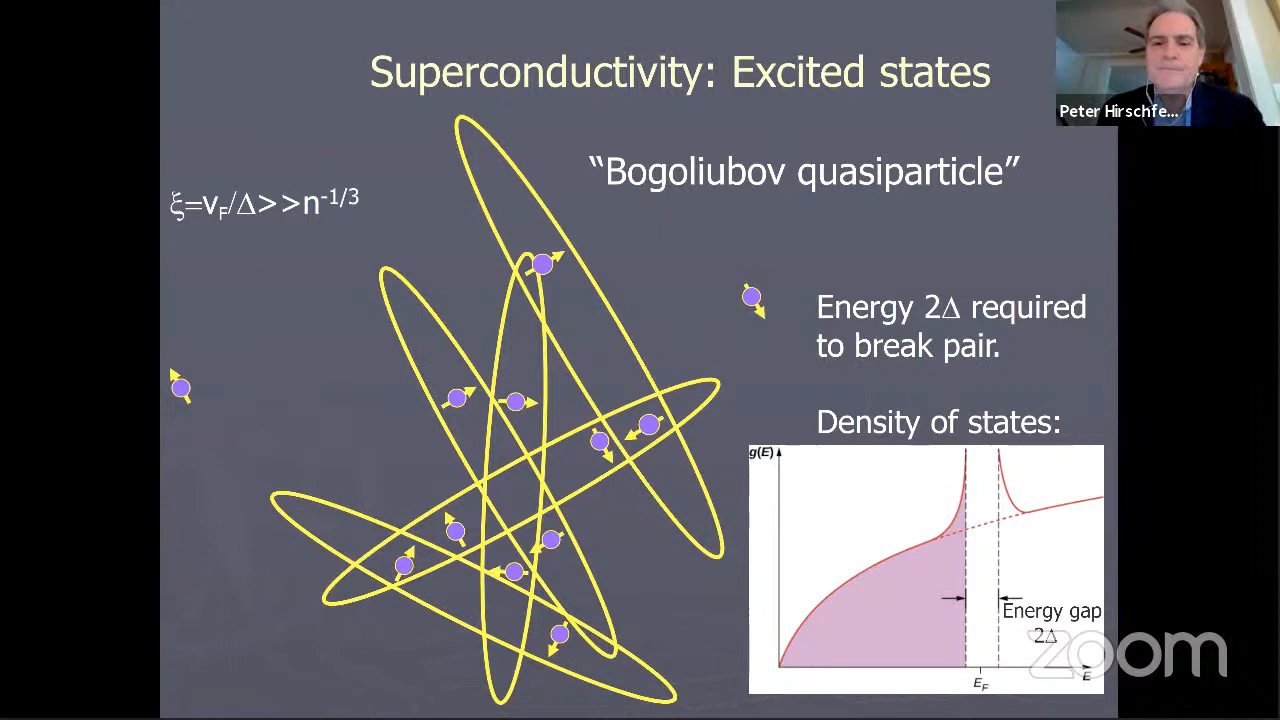 Superconductivity: Excited states
Peter Hirschfe...
“Bogoliubov quasiparticle”
ξ=vF/Δ>>n-1/3
Energy 2Δ required
to break pair.
Density of states:
g(E)
Energy gap
2Δ
E
EF
zoom